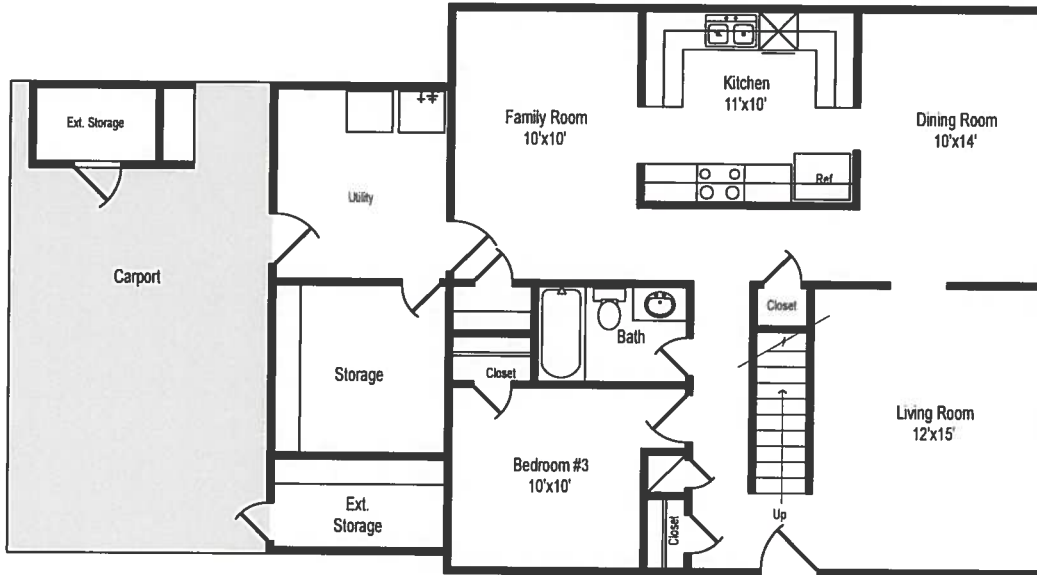 Kitchen
11'x10'
Family Room
10'x10'
Dining Room
10'x14'
Ext. Storage
Ref.
Utility
Carport
Closet
Bath
Storage
Closet
Living Room
12'x15'
Bedroom #3
10'x10'
Ext.
Storage
Up
Closet